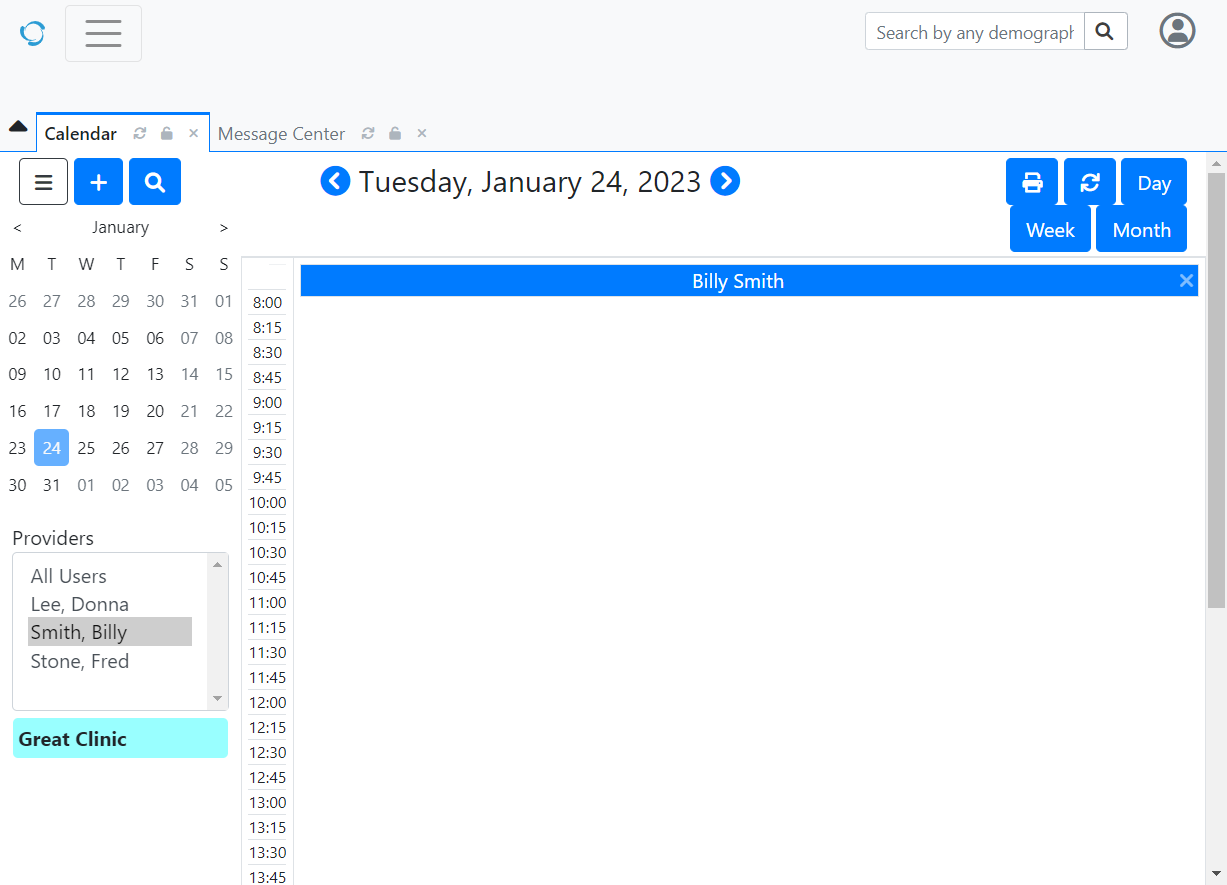 Search by any demograph
Calendar
Message Center
Tuesday, January 24, 2023
Day
Week
Month
< January >
M T W T F S S
26 27 28 29 30 31 01
02 03 04 05 06 07 08
09 10 11 12 13 14 15
16 17 18 19 20 21 22
23 24 25 26 27 28 29
30 31 01 02 03 04 05
Providers
All Users
Lee, Donna
Smith, Billy
Stone, Fred
Great Clinic
Billy Smith
8:00
8:15
8:30
8:45
9:00
9:15
9:30
9:45
10:00
10:15
10:30
10:45
11:00
11:15
11:30
11:45
12:00
12:15
12:30
12:45
13:00
13:15
13:30
13:45